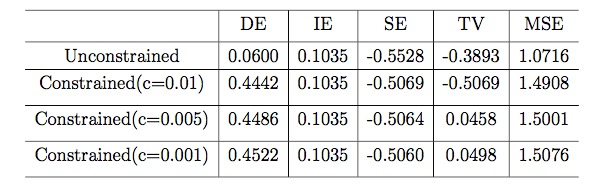 DE IE SE TV MSE
Unconstrained 0.0600 0.1035 -0.5528 -0.3893 1.0716
Constrained(c=0.01) 0.4442 0.1035 -0.5069 -0.5069 1.4908
Constrained(c=0.005) 0.4486 0.1035 -0.5064 0.0458 1.5001
Constrained(c=0.001) 0.4522 0.1035 -0.5060 0.0498 1.5076